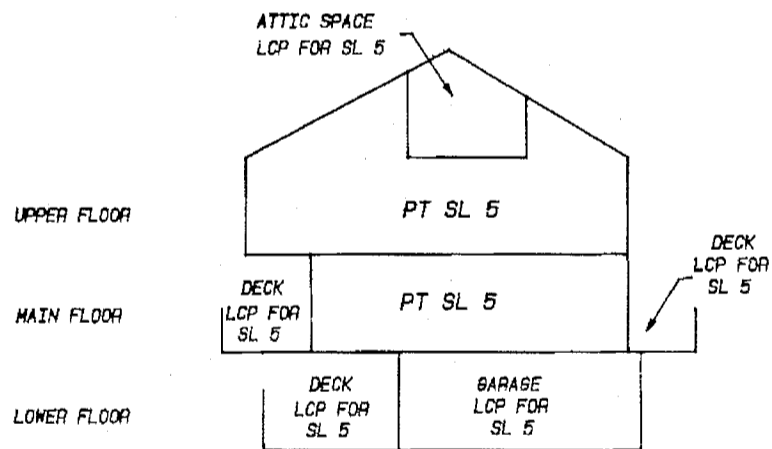 ATTIC SPACE
LCP FOR SL 5
UPPER FLOOR
PT SL 5
DECK
LCP FOR
SL 5
MAIN FLOOR
DECK
LCP FOR
SL 5
PT SL 5
LOWER FLOOR
DECK
LCP FOR
SL 5
GARAGE
LCP FOR
SL 5